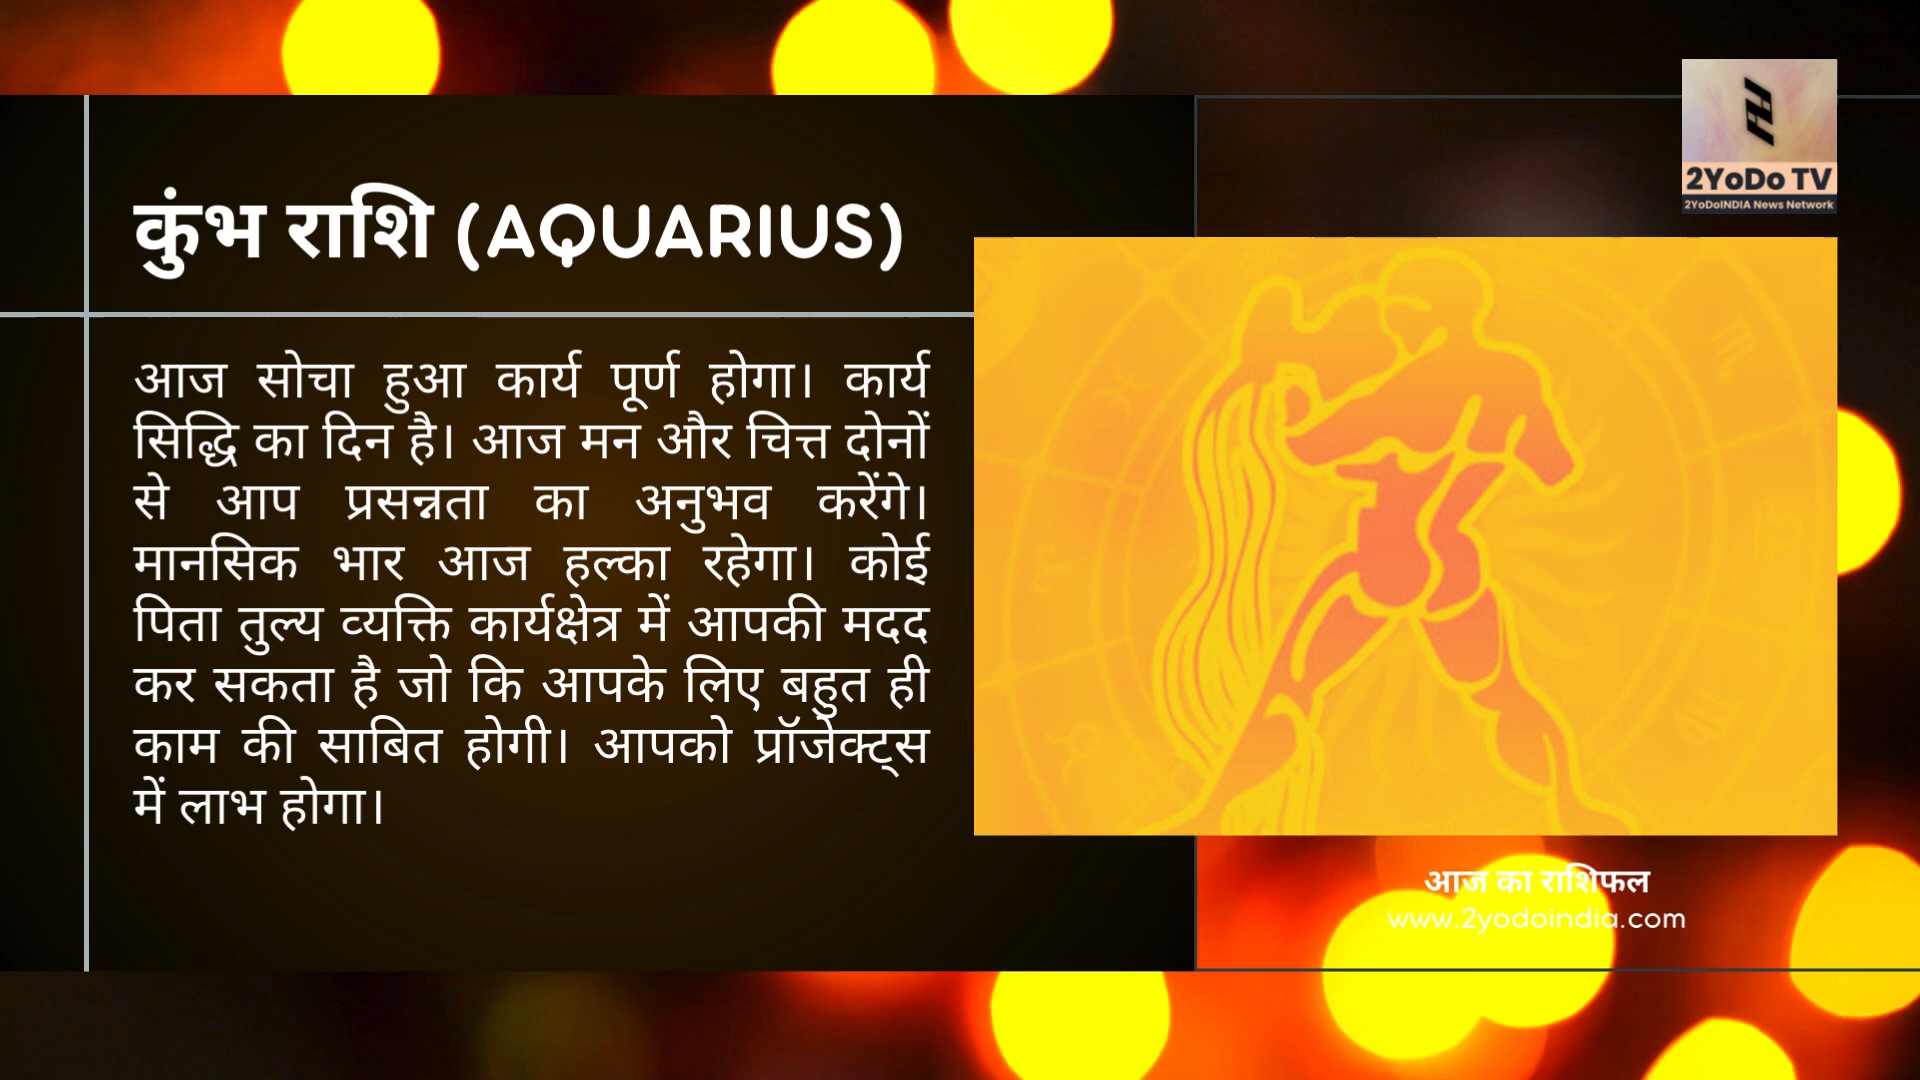 2YoDo TV
2YoDoINDIA News Network
कुंभ राशि (AQUARIUS)
आज सोचा हुआ कार्य पूर्ण होगा। कार्य
सिद्धि का दिन है। आज मन और चित्त दोनों
से आप प्रसन्नता का अनुभव करेंगे।
मानसिक भार आज हल्का रहेगा। कोई
पिता तुल्य व्यक्ति कार्यक्षेत्र में आपकी मदद
कर सकता है जो कि आपके लिए बहुत ही
काम की साबित होगी। आपको प्रॉजेक्ट्स
में लाभ होगा।
आज का राशिफल
www.2yodoindia.com